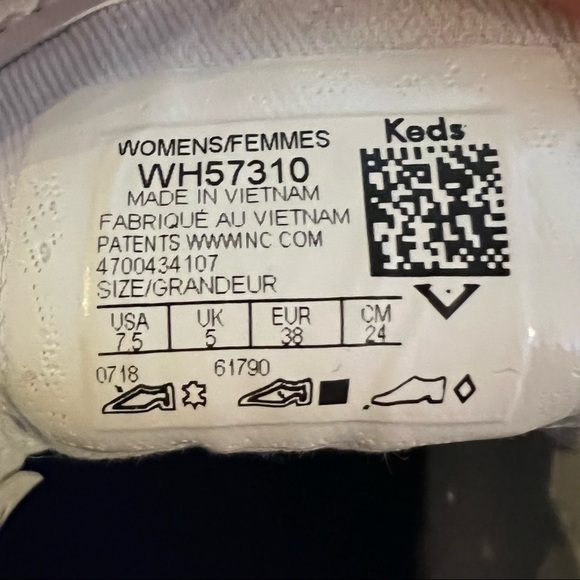 Keds
WOMENS/FEMMES
WH57310
MADE IN VIETNAM
FABRIQUÉ AU VIETNAM
PATENTS WWWMNC COM
4700434107
SIZE/GRANDEUR
USA UK EUR CM
7.5 5 38 24
0718 61790